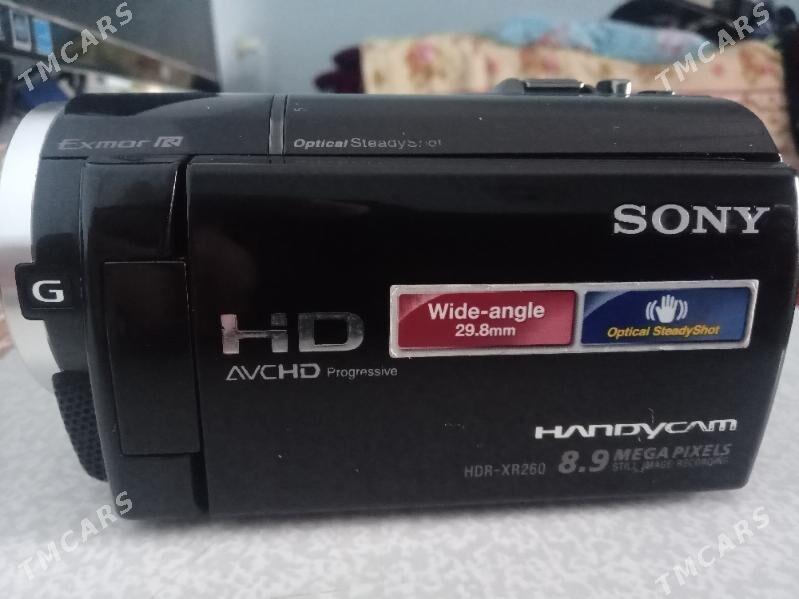 TMCARS
TMCARS
TMCARS
Exmor R
Optical SteadyShot
SONY
G
Wide-angle
29.8mm
Optical SteadyShot
HD
AVCHD Progressive
HANDYCAM
HDR-XR260 8.9 MEGA PIXELS
STILL IMAGE RECORDING
TMCARS
TMCARS